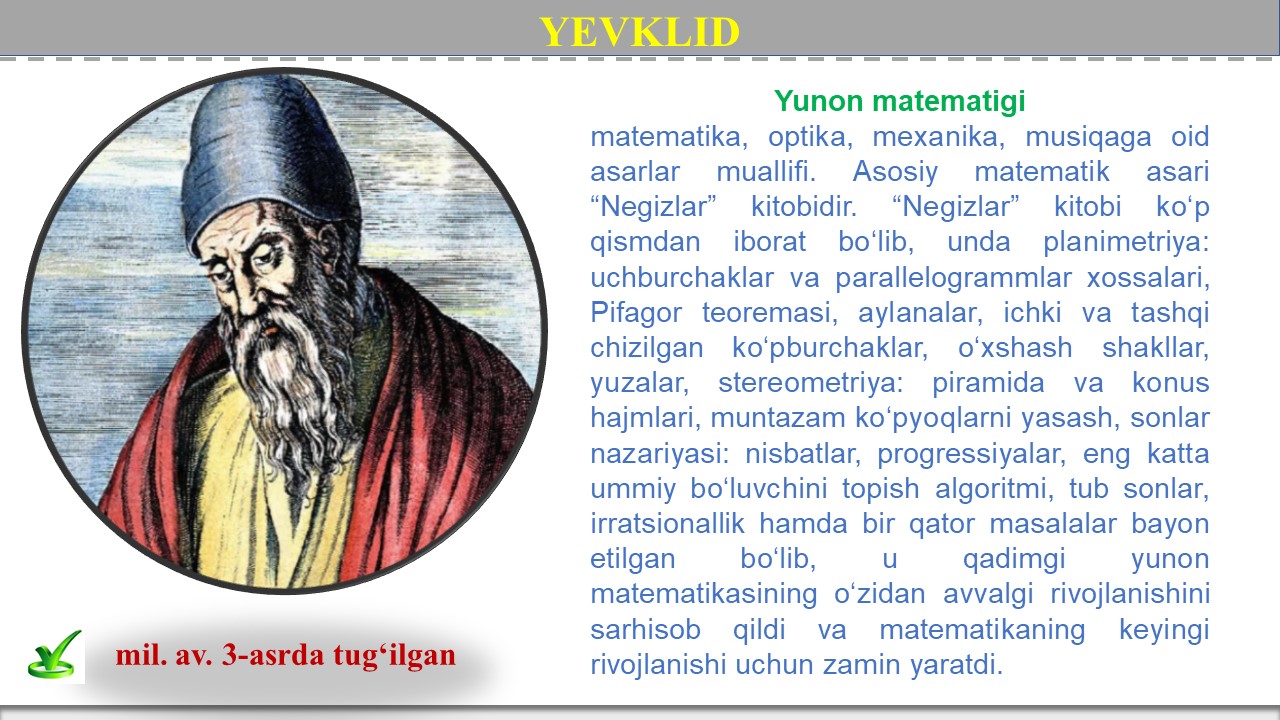 YEVKLID
Yunon matematigi
matematika, optika, mexanika, musiqaga oid
asarlar muallifi. Asosiy matematik asari
“Negizlar” kitobidir. “Negizlar” kitobi ko‘p
qismdan iborat bo‘lib, unda planimetriya:
uchburchaklar va parallelogrammlar xossalari,
Pifagor teoremasi, aylanalar, ichki va tashqi
chizilgan ko‘pburchaklar, o‘xshash shakllar,
yuzalar, stereometriya: piramida va konus
hajmlari, muntazam ko‘pyoqlarni yasash, sonlar
nazariyasi: nisbatlar, progressiyalar, eng katta
ummiy bo‘luvchini topish algoritmi, tub sonlar,
irratsionallik hamda bir qator masalalar bayon
etilgan bo‘lib, u qadimgi yunon
matematikasining o‘zidan avvalgi rivojlanishini
sarhisob qildi va matematikaning keyingi
rivojlanishi uchun zamin yaratdi.
mil. av. 3-asrda tug‘ilgan